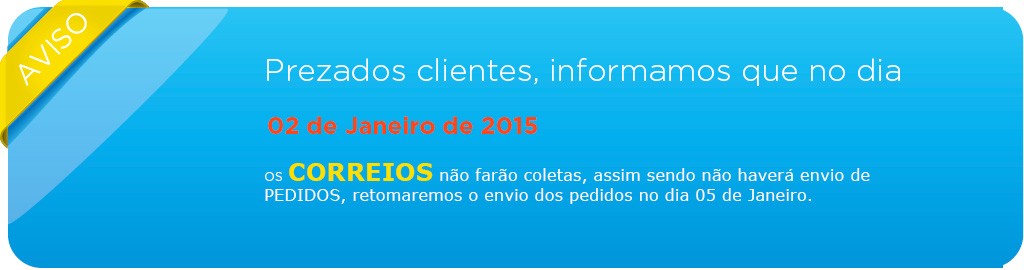 AVISO
Prezados clientes, informamos que no dia
02 de Janeiro de 2015
os CORREIOS não farão coletas, assim sendo não haverá envio de
PEDIDOS, retomaremos o envio dos pedidos no dia 05 de Janeiro.